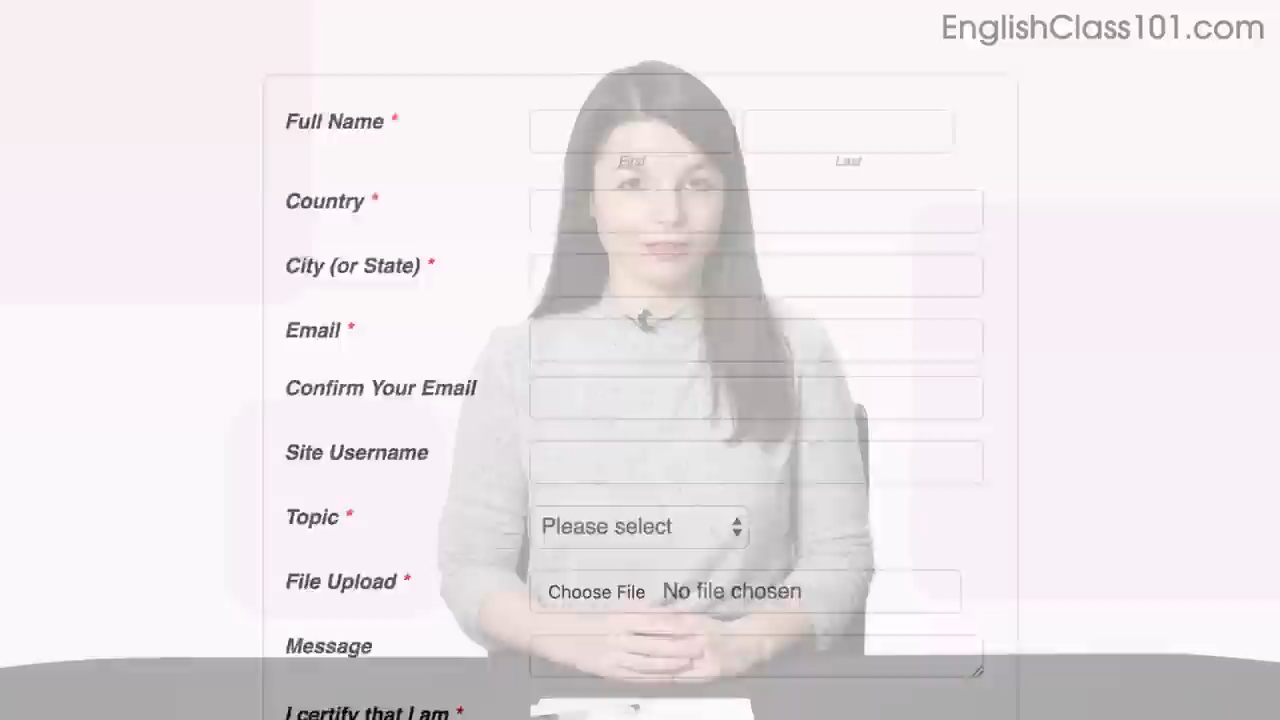 EnglishClass101.com
Full Name *
First Last
Country *
City (or State) *
Email *
Confirm Your Email
Site Username
Topic * Please select
File Upload * Choose File No file chosen
Message
I certify that I am *